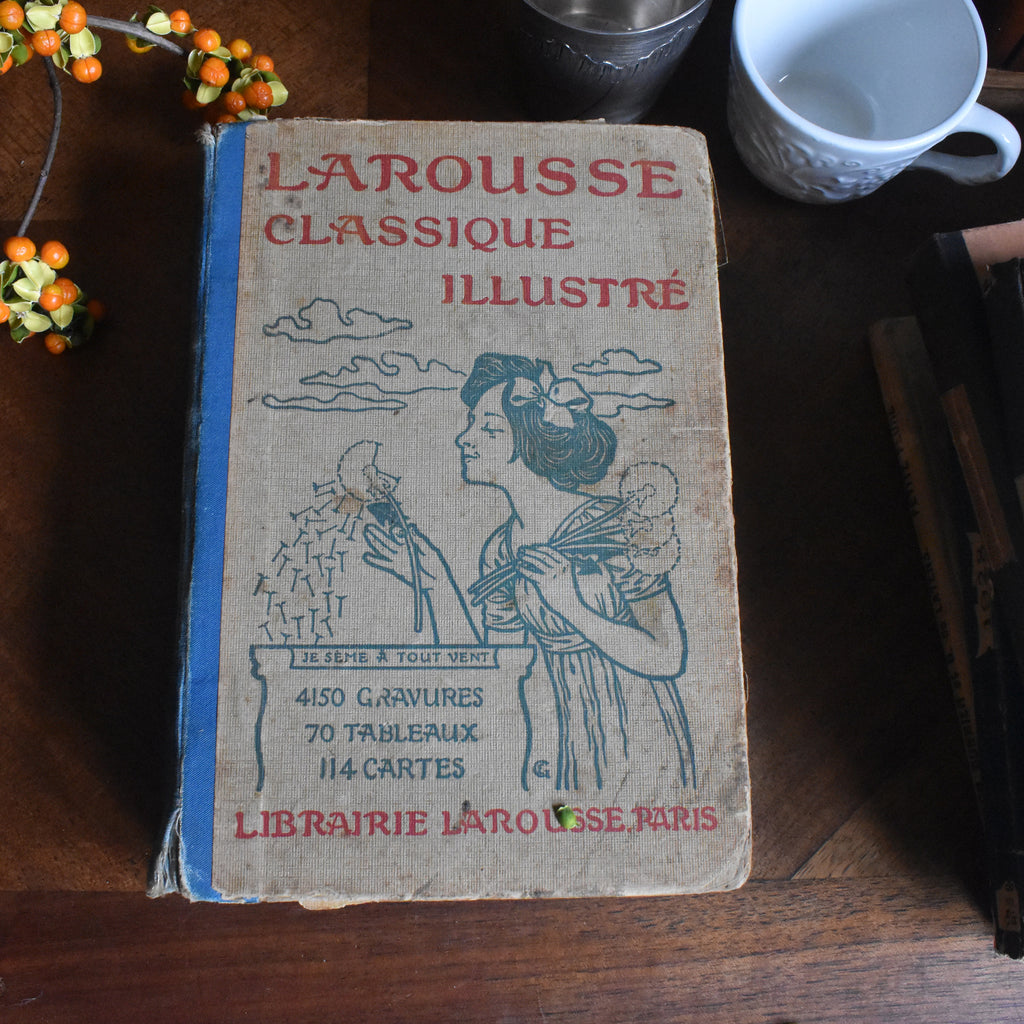 LAROUSSE
CLASSIQUE
ILLUSTRÉ
JE SÈME À TOUT VENT
4150 GRAVURES
70 TABLEAUX
114 CARTES
LIBRAIRIE LAROUSSE, PARIS